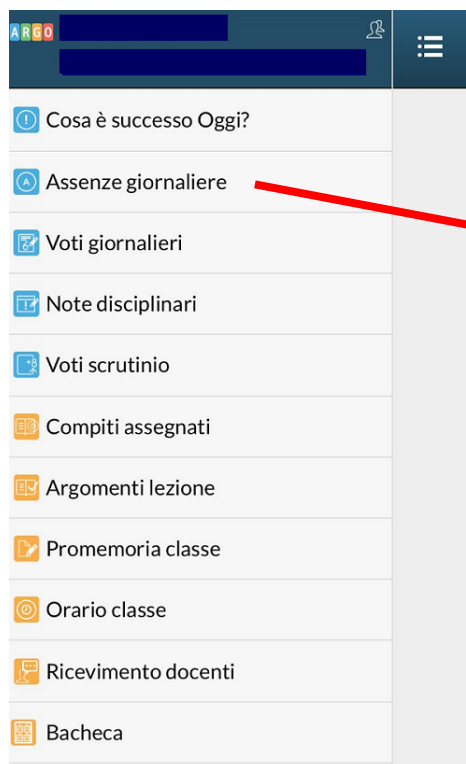 ARGO
Cosa è successo Oggi?
Assenze giornaliere
Voti giornalieri
Note disciplinari
Voti scrutinio
Compiti assegnati
Argomenti lezione
Promemoria classe
Orario classe
Ricevimento docenti
Bacheca